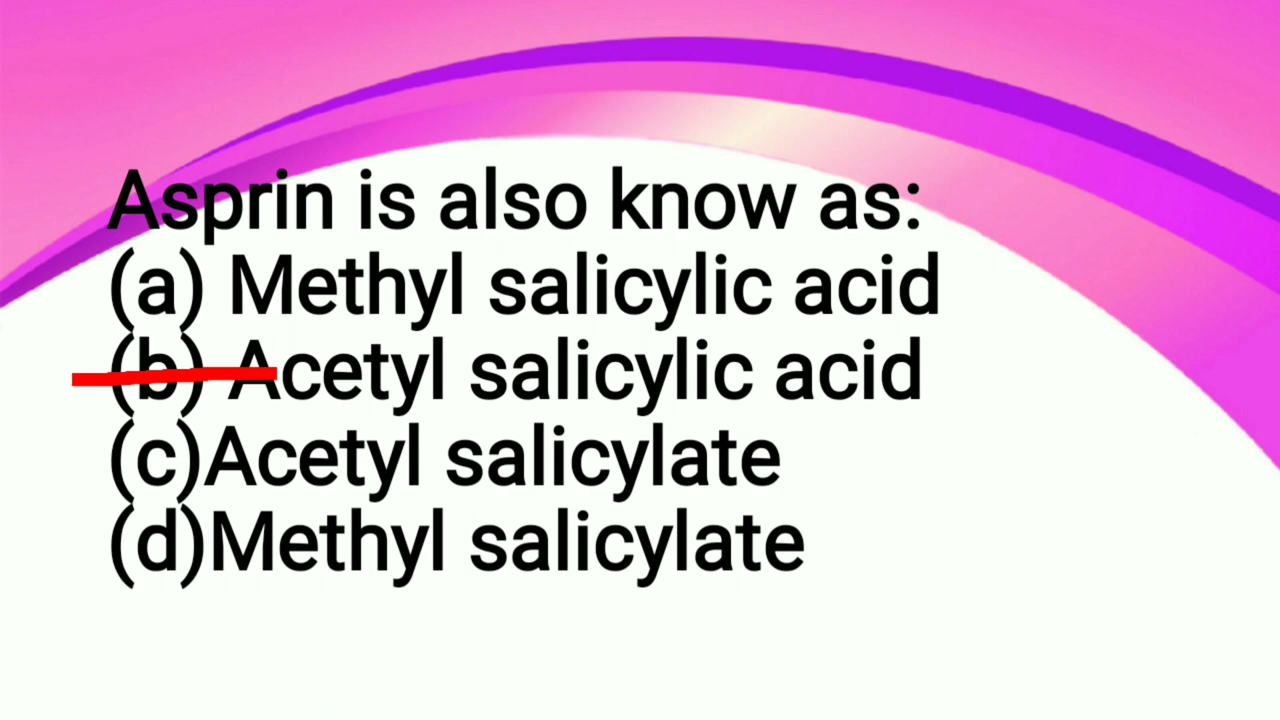 Asprin is also know as:
(a) Methyl salicylic acid
(b) Acetyl salicylic acid
(c)Acetyl salicylate
(d)Methyl salicylate